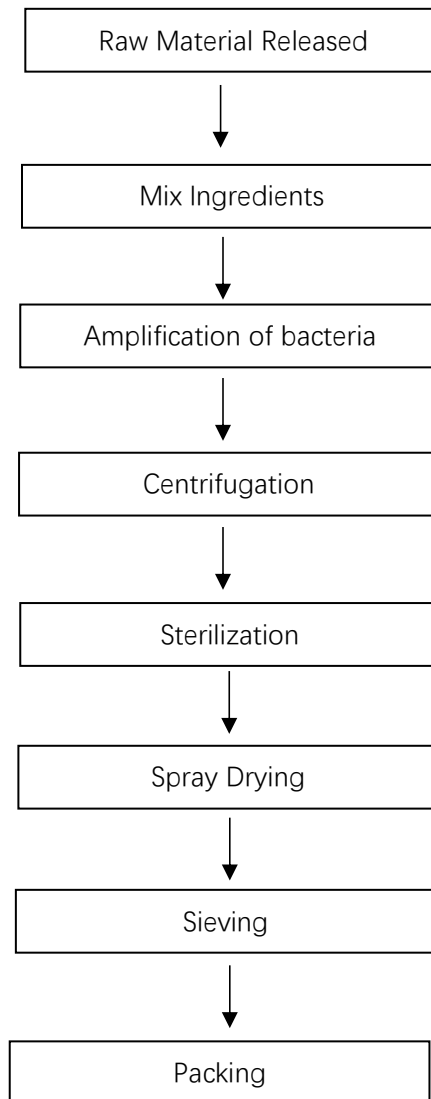 Raw Material Released
Mix Ingredients
Amplification of bacteria
Centrifugation
Sterilization
Spray Drying
Sieving
Packing